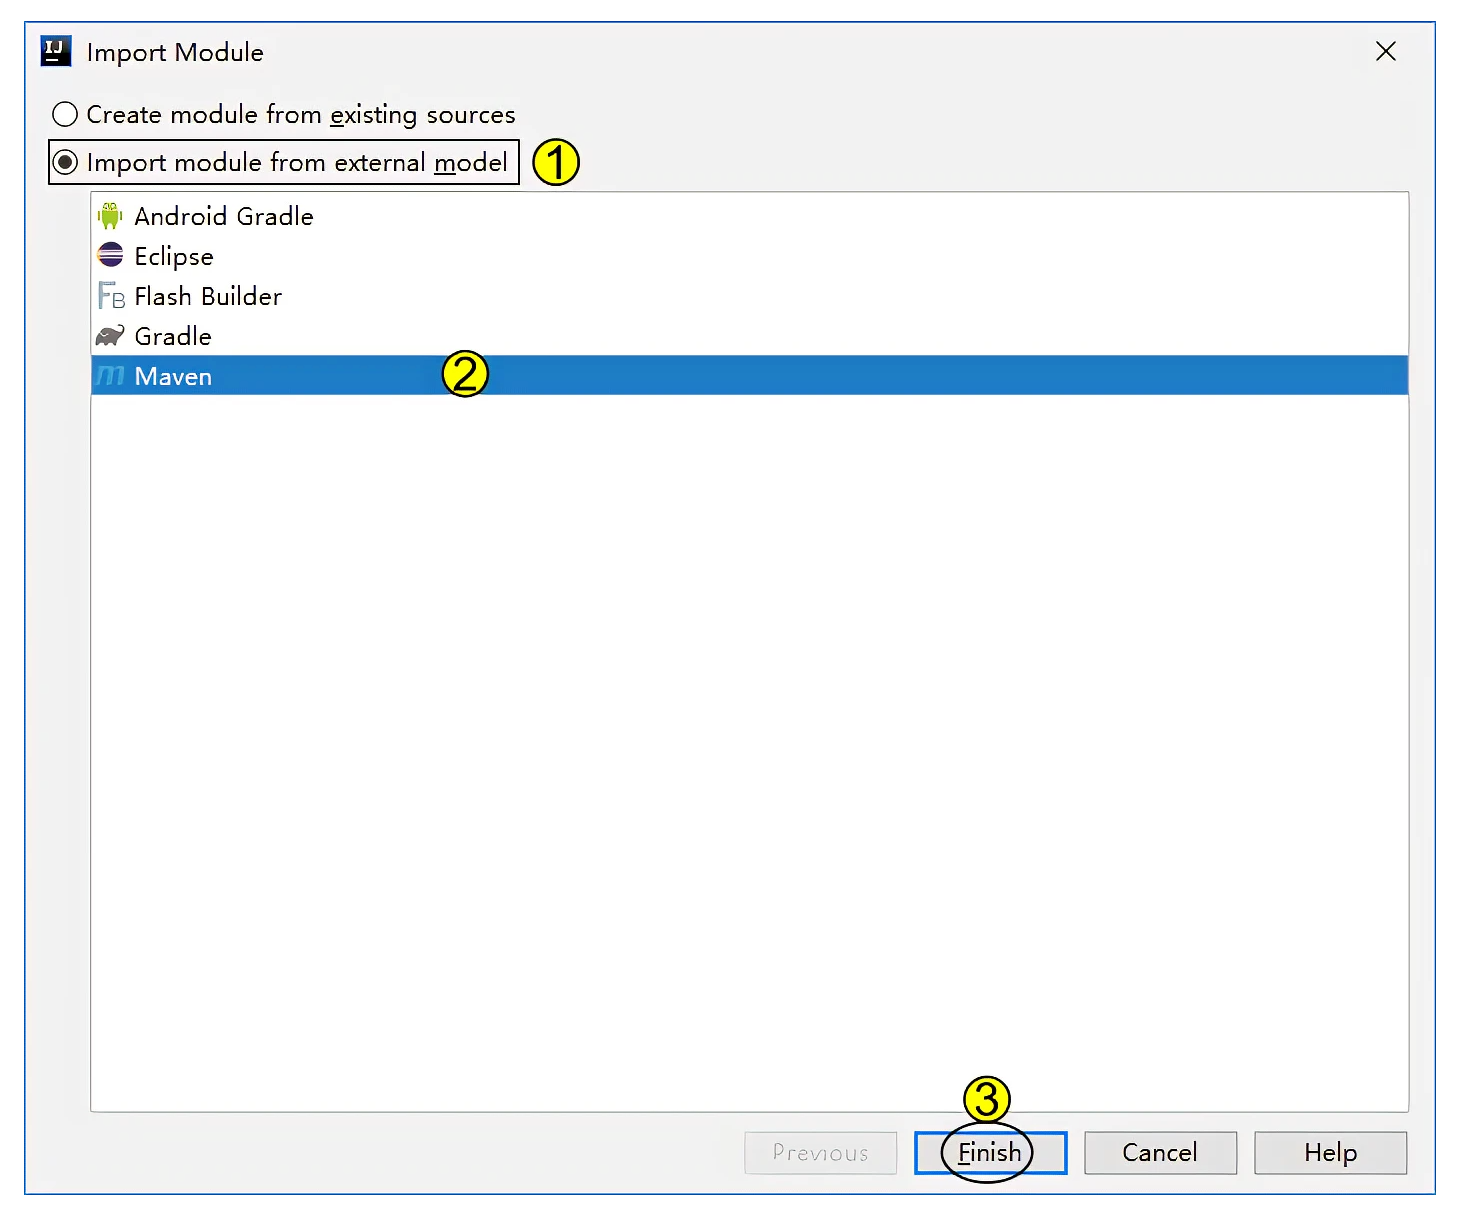 IJ Import Module
Create module from existing sources
Import module from external model 1
Android Gradle
Eclipse
FB Flash Builder
Gradle
m Maven 2
3
Previous Finish Cancel Help